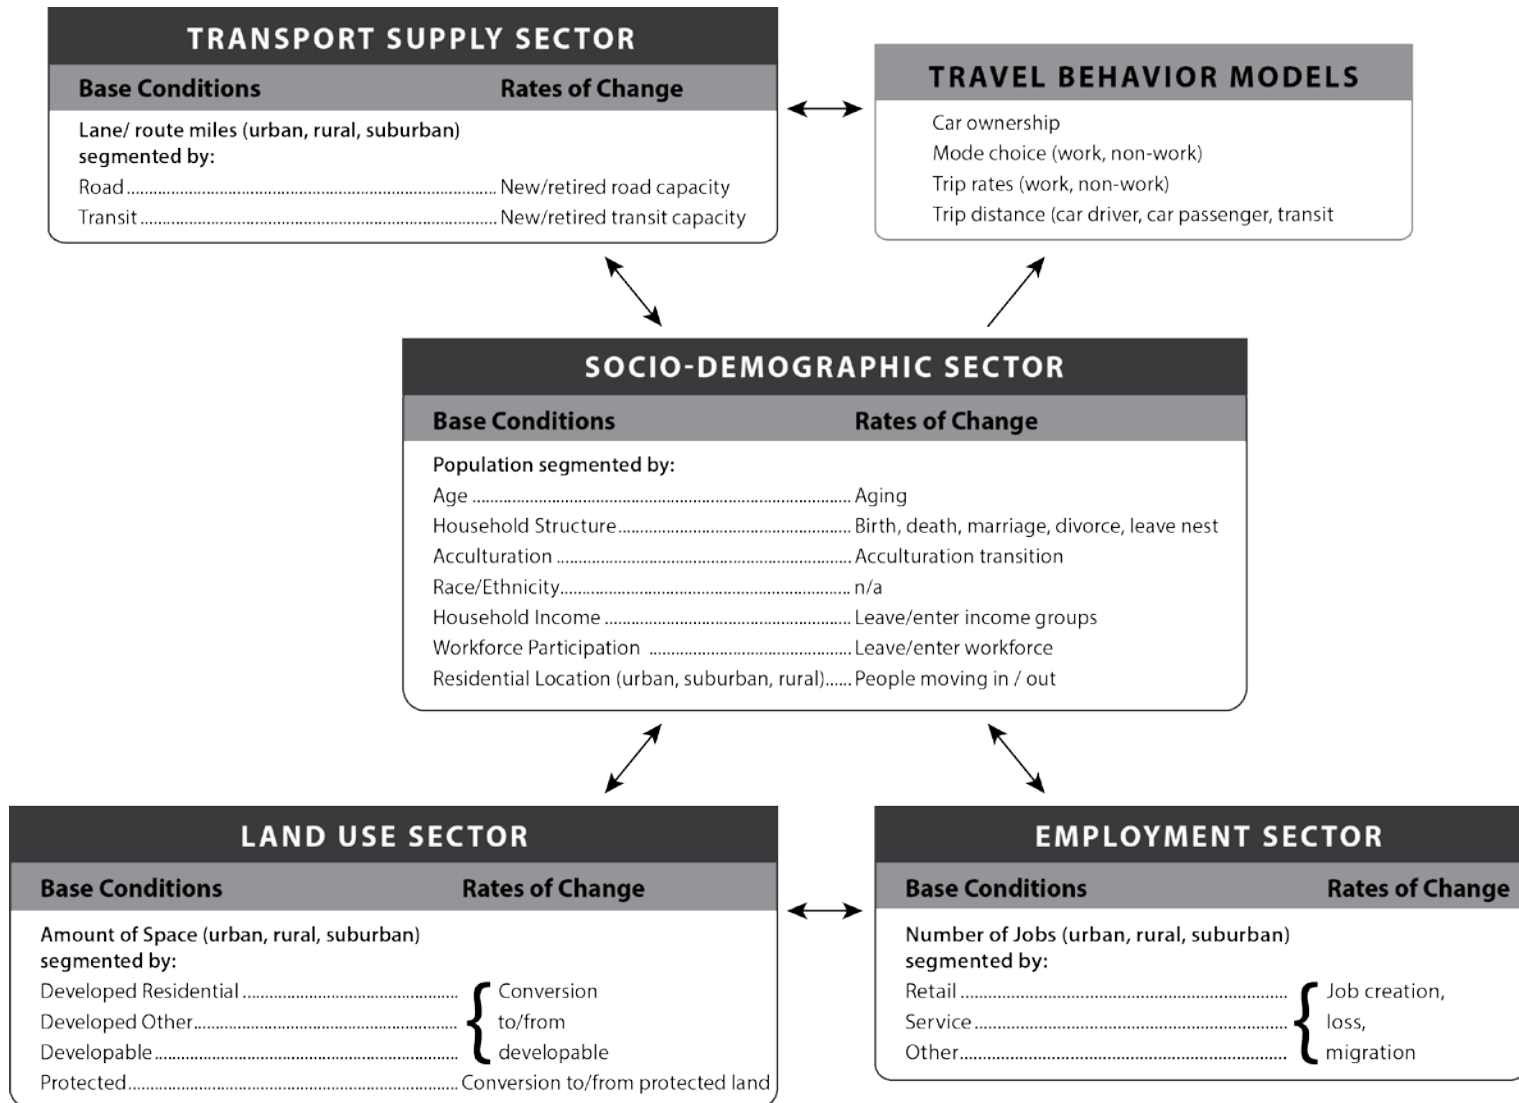 TRANSPORT SUPPLY SECTOR
Base Conditions Rates of Change
Lane/ route miles (urban, rural, suburban)
segmented by:
Road New/retired road capacity
Transit New/retired transit capacity
TRAVEL BEHAVIOR MODELS
Car ownership
Mode choice (work, non-work)
Trip rates (work, non-work)
Trip distance (car driver, car passenger, transit
SOCIO-DEMOGRAPHIC SECTOR
Base Conditions Rates of Change
Population segmented by:
Age Aging
Household Structure Birth, death, marriage, divorce, leave nest
Acculturation Acculturation transition
Race/Ethnicity n/a
Household Income Leave/enter income groups
Workforce Participation Leave/enter workforce
Residential Location (urban, suburban, rural) People moving in / out
LAND USE SECTOR
Base Conditions Rates of Change
Amount of Space (urban, rural, suburban)
segmented by:
Developed Residential Conversion
Developed Other to/from
Developable developable
Protected Conversion to/from protected land
EMPLOYMENT SECTOR
Base Conditions Rates of Change
Number of Jobs (urban, rural, suburban)
segmented by:
Retail Job creation,
Service loss,
Other migration